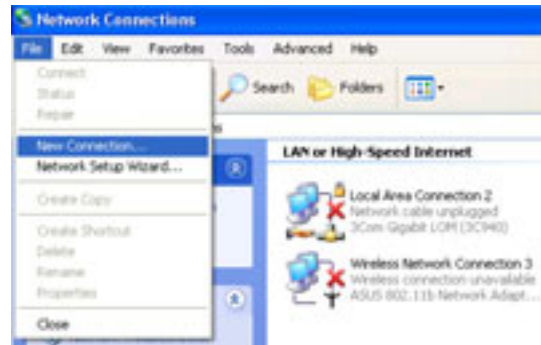 Network Connections
File Edit View Favorites Tools Advanced Help
Search Folders
Connect
Status
Repair
New Connection...
Network Setup Wizard...
Create Copy
Create Shortcut
Delete
Rename
Properties
Close
LAN or High-Speed Internet
Local Area Connection 2
Network cable unplugged
3Com Gigabit LOM (3C940)
Wireless Network Connection 3
Wireless connection unavailable
ASUS 802.11b Network Adapt...